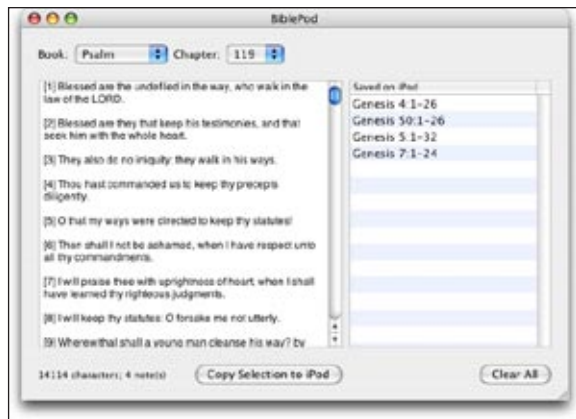 BiblePod
Book: Psalm Chapter: 119
[1] Blessed are the undefiled in the way, who walk in the
law of the LORD.
[2] Blessed are they that keep his testimonies, and that
seek him with the whole heart.
[3] They also do no iniquity: they walk in his ways.
[4] Thou hast commanded us to keep thy precepts
diligently.
[5] O that my ways were directed to keep thy statutes!
[6] Then shall I not be ashamed, when I have respect unto
all thy commandments.
[7] I will praise thee with uprightness of heart, when I shall
have learned thy righteous judgments.
[8] I will keep thy statutes: O forsake me not utterly.
[9] Wherewithal shall a young man cleanse his way? by
Saved on iPod
Genesis 4:1-26
Genesis 50:1-26
Genesis 5:1-32
Genesis 7:1-24
14114 characters; 4 note(s)
Copy Selection to iPod
Clear All